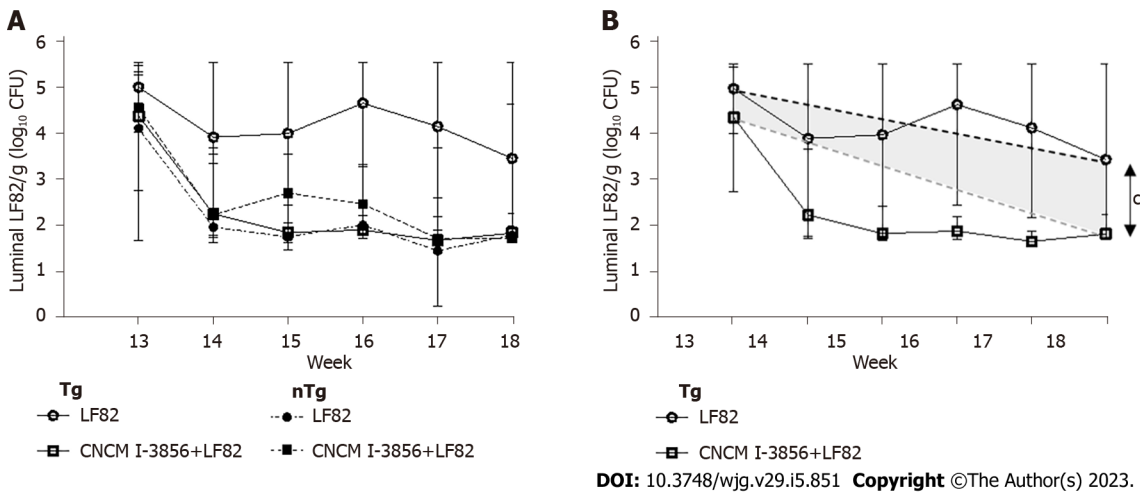 A
Luminal LF82/g (log10 CFU)
6
5
4
3
2
1
0
13 14 15 16 17 18
Week
Tg nTg
LF82 LF82
CNCM I-3856+LF82 CNCM I-3856+LF82
B
Luminal LF82/g (log10 CFU)
6
5
4
3
2
1
0
c
13 14 15 16 17 18
Week
Tg
LF82
CNCM I-3856+LF82
DOI: 10.3748/wjg.v29.i5.851 Copyright ©The Author(s) 2023.